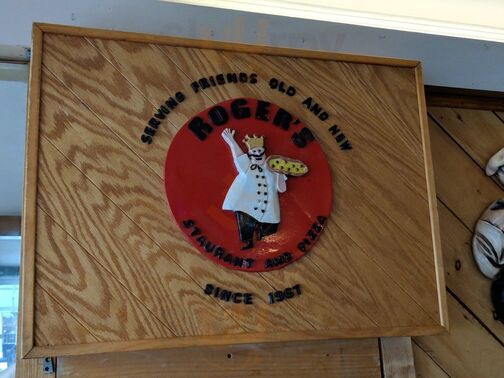 SERVING FRIENDS OLD AND NEW
ROGER'S
STAURANT AND PIZZA
SINCE 1967